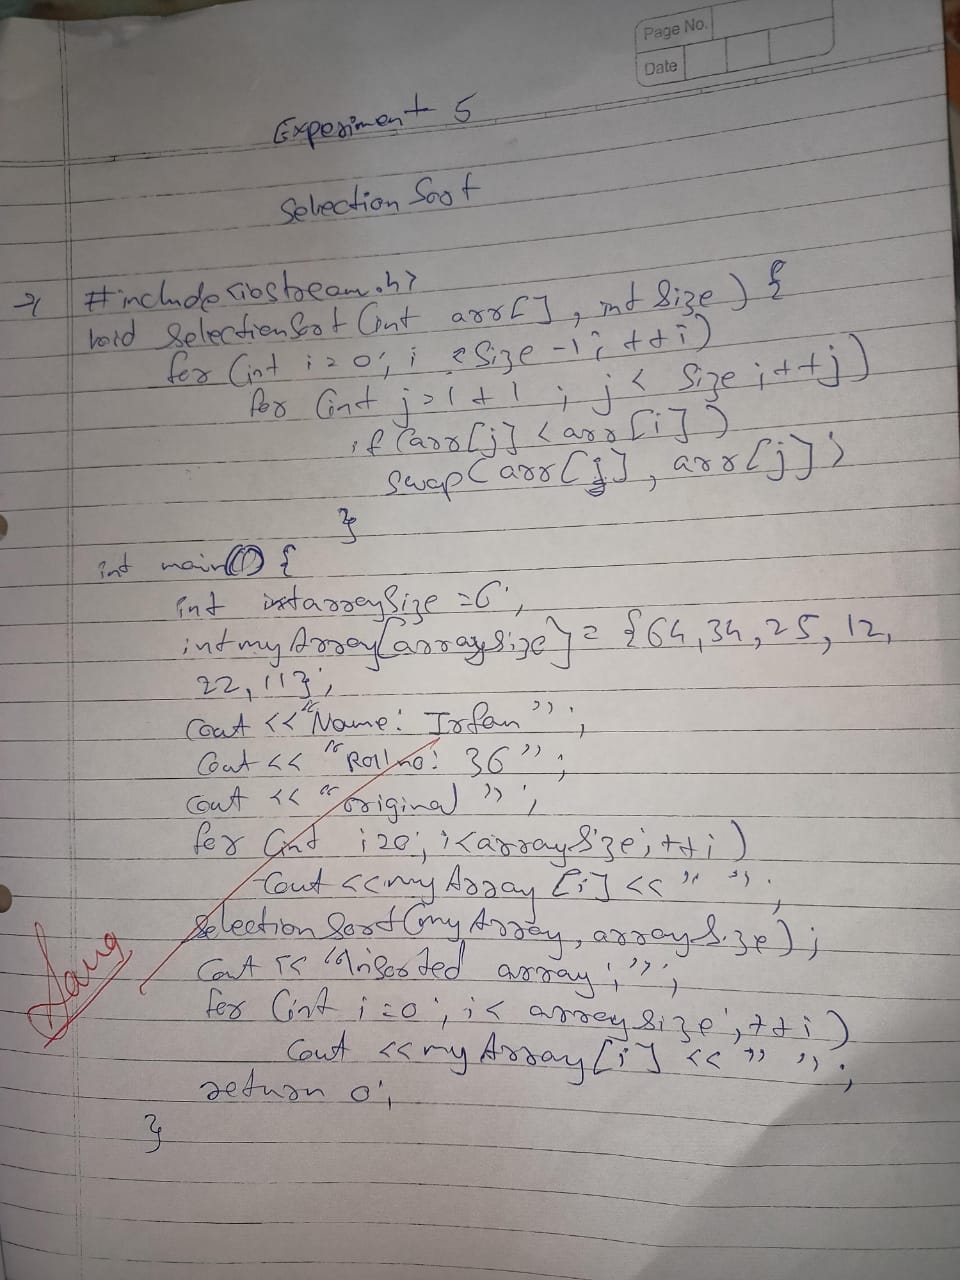 Page No.
Date
Experiment 5
Selection Sort
→ #include <iostream.h>
void SelectionSort (int arr[], int Size) {
for (int i = 0; i < Size -1; ++i)
for (int j = i + 1 ; j < Size ; ++j)
if (arr[j] < arr[i])
swap(arr[j], arr[j])
}
int main() {
int arraySize = 6;
int myArray[arraySize] = {64, 34, 25, 12,
22, 11};
Cout << "Name: Irfan";
Cout << "Roll no: 36";
cout << "original";
for (int i = 0; i < arraySize; ++i)
Cout << myArray [i] << " ";
Selection Sort (myArray, arraySize);
Cout << " array: ";
for (int i = 0 ; i < arraySize ; ++i)
Cout << myArray[i] << " ";
return 0;
}